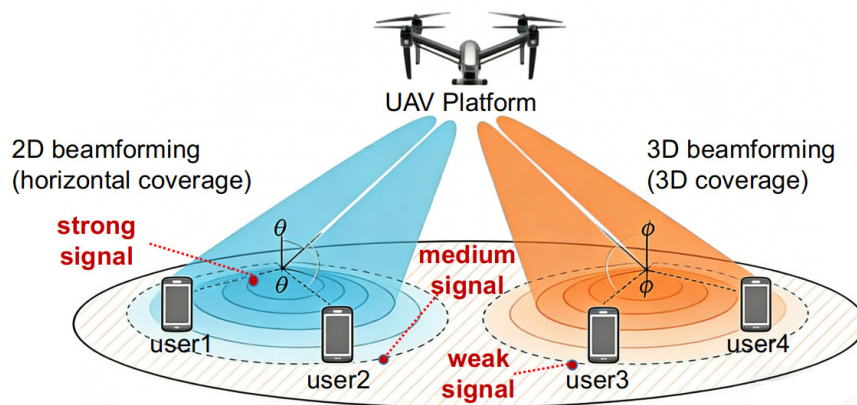 UAV Platform
2D beamforming
(horizontal coverage)
3D beamforming
(3D coverage)
strong
signal
θ
θ
medium
signal
ϕ
ϕ
user1
user2
weak
signal
user3
user4